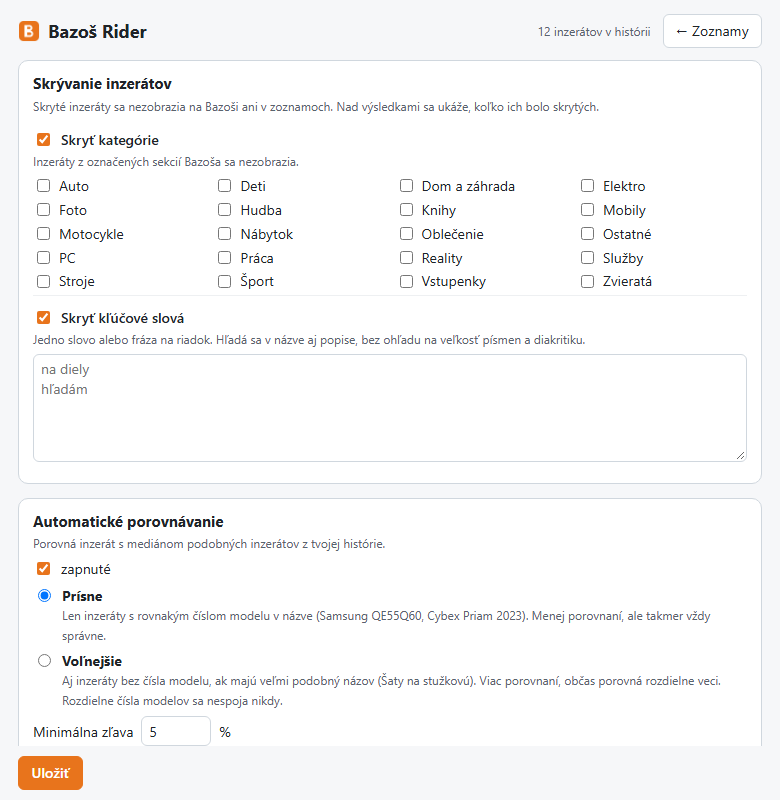 B Bazoš Rider
12 inzerátov v histórii
← Zoznamy
Skrývanie inzerátov
Skryté inzeráty sa nezobrazia na Bazoši ani v zoznamoch. Nad výsledkami sa ukáže, koľko ich bolo skrytých.
Skryť kategórie
Inzeráty z označených sekcií Bazoša sa nezobrazia.
Auto Deti Dom a záhrada Elektro
Foto Hudba Knihy Mobily
Motocykle Nábytok Oblečenie Ostatné
PC Práca Reality Služby
Stroje Šport Vstupenky Zvieratá
Skryť kľúčové slová
Jedno slovo alebo fráza na riadok. Hľadá sa v názve aj popise, bez ohľadu na veľkosť písmen a diakritiku.
na diely
hľadám
Automatické porovnávanie
Porovná inzerát s mediánom podobných inzerátov z tvojej histórie.
zapnuté
Prísne
Len inzeráty s rovnakým číslom modelu v názve (Samsung QE55Q60, Cybex Priam 2023). Menej porovnaní, ale takmer vždy
správne.
Voľnejšie
Aj inzeráty bez čísla modelu, ak majú veľmi podobný názov (Šaty na stužkovú). Viac porovnaní, občas porovná rozdielne veci.
Rozdielne čísla modelov sa nespoja nikdy.
Minimálna zľava 5 %
Uložiť